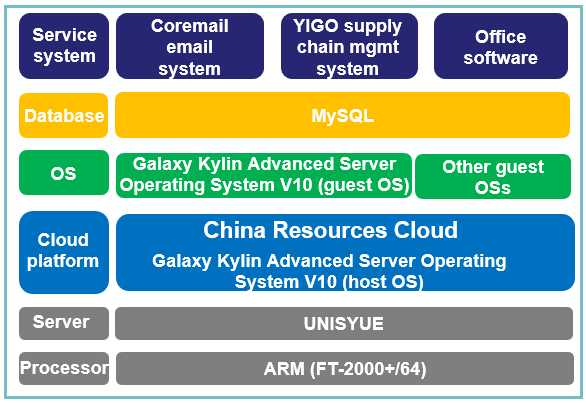 Service
system
Coremail
email
system
YIGO supply
chain mgmt
system
Office
software
Database
MySQL
OS
Galaxy Kylin Advanced Server
Operating System V10 (guest OS)
Other guest
OSs
Cloud
platform
China Resources Cloud
Galaxy Kylin Advanced Server Operating
System V10 (host OS)
Server
UNISYUE
Processor
ARM (FT-2000+/64)